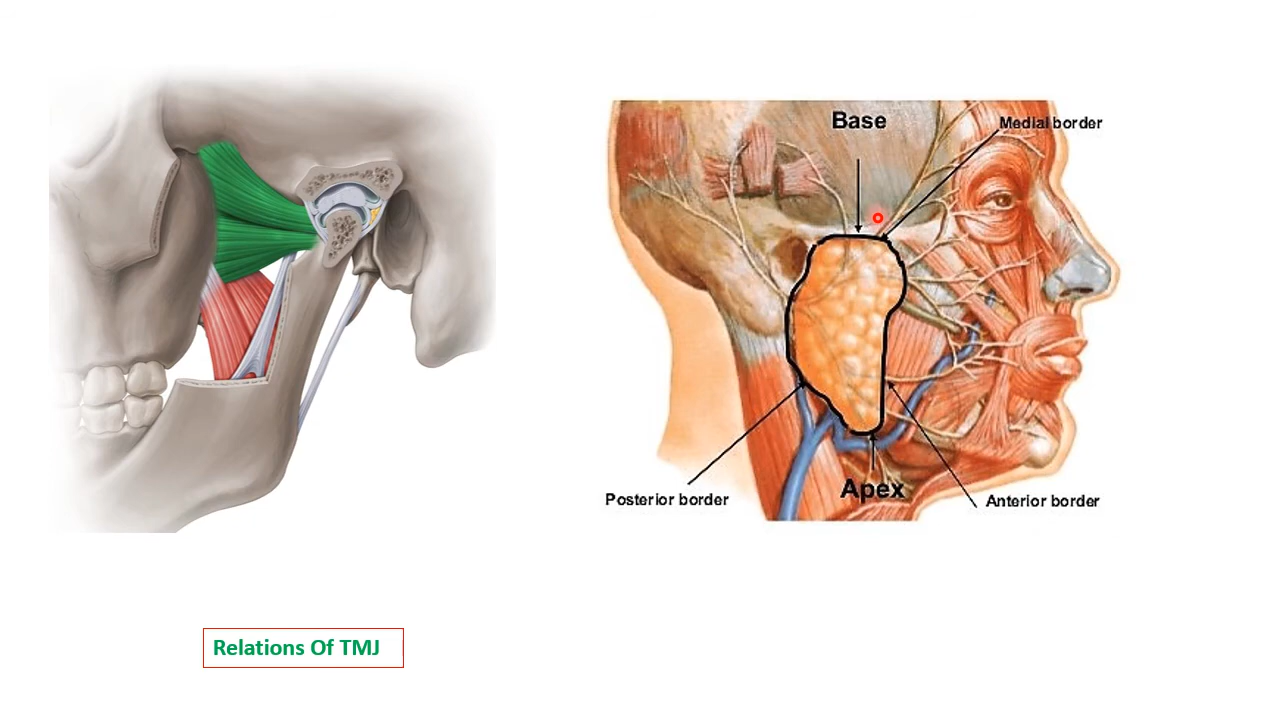 Base
Medial border
Posterior border
Apex
Anterior border
Relations Of TMJ